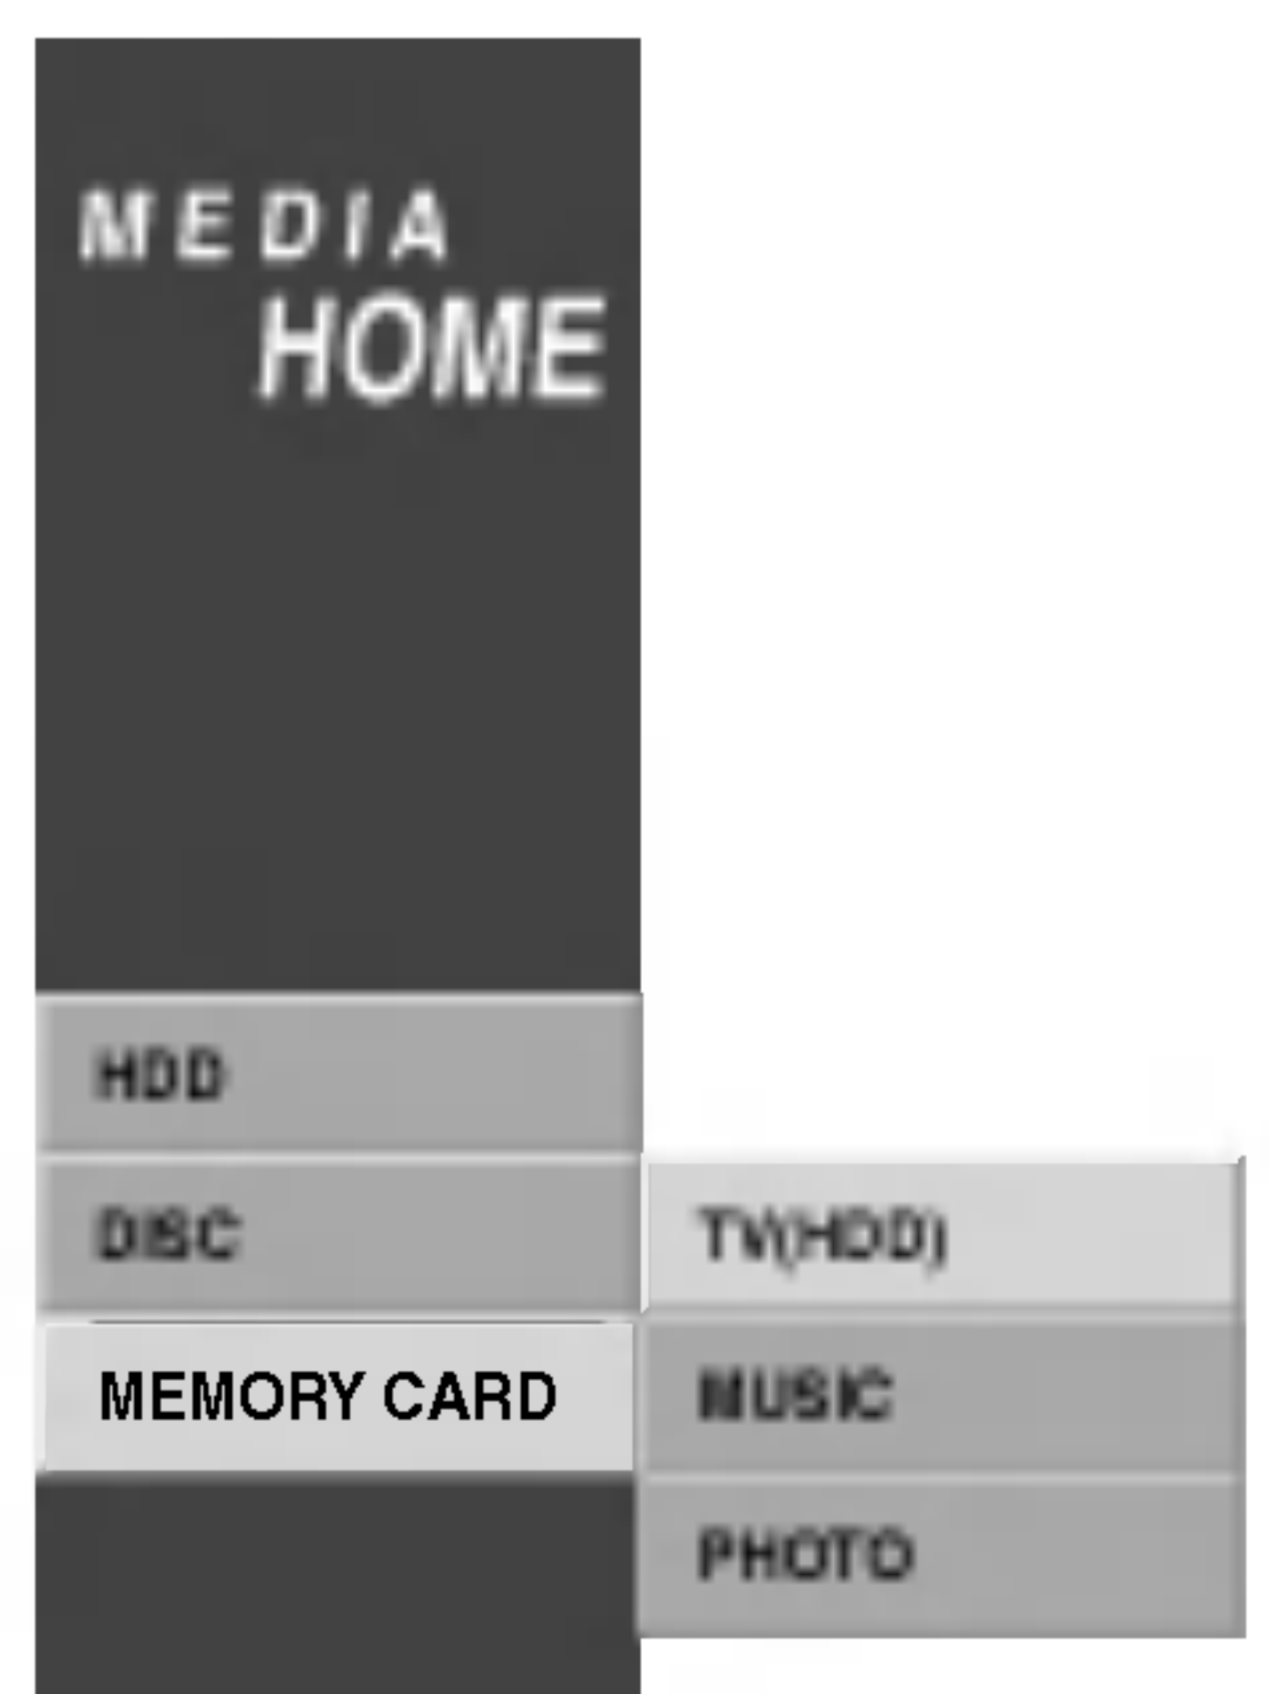 MEDIA
HOME
HDD
DISC
MEMORY CARD
TV(HDD)
MUSIC
PHOTO